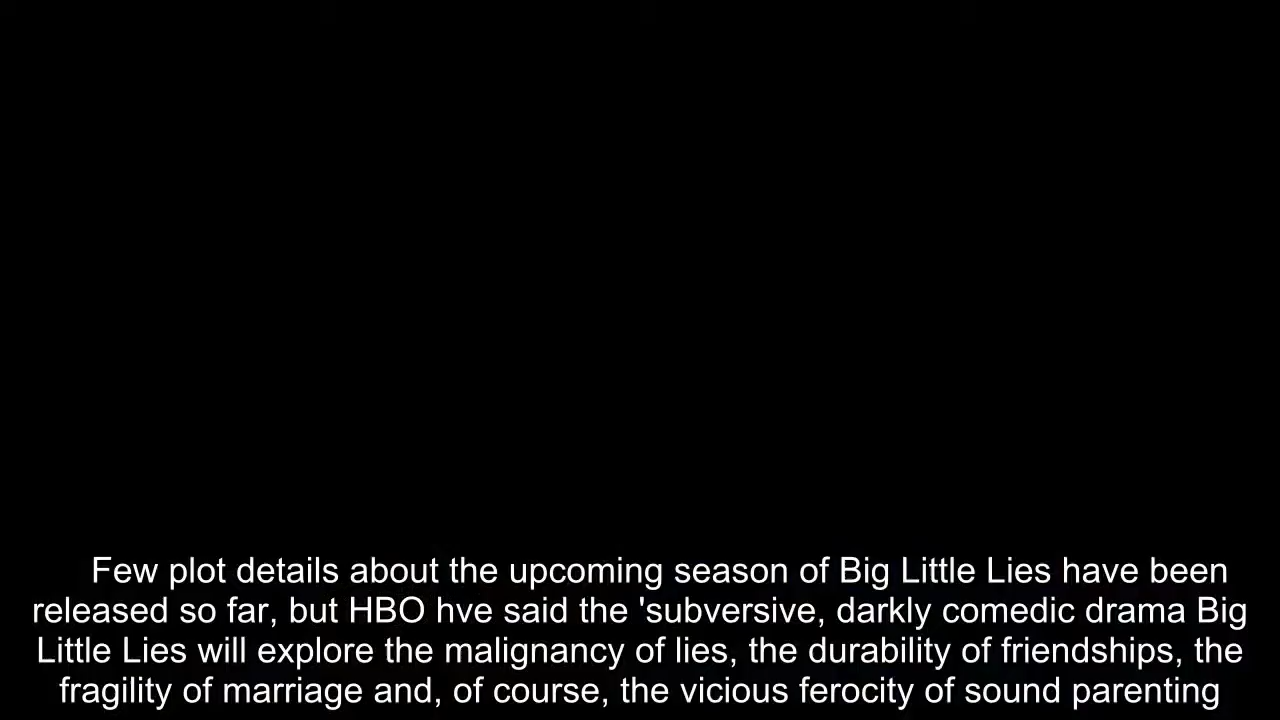 Few plot details about the upcoming season of Big Little Lies have been
released so far, but HBO hve said the 'subversive, darkly comedic drama Big
Little Lies will explore the malignancy of lies, the durability of friendships, the
fragility of marriage and, of course, the vicious ferocity of sound parenting